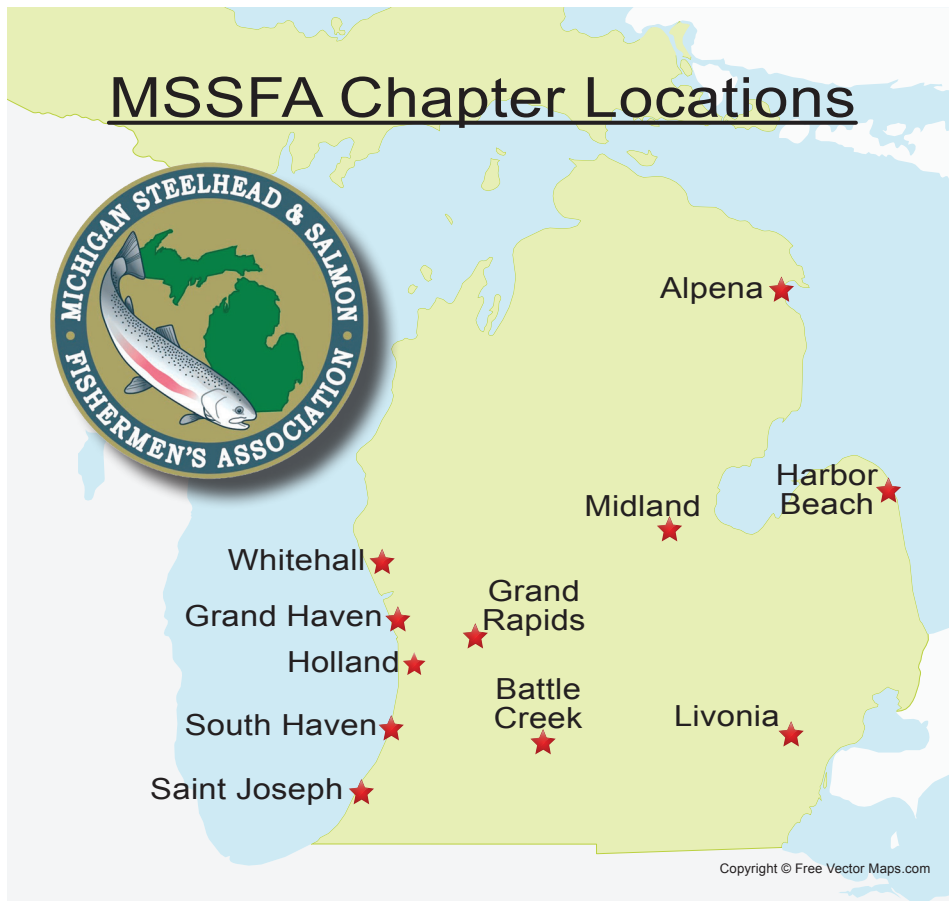 MSSFA Chapter Locations
MICHIGAN STEELHEAD & SALMON
• FISHERMEN'S ASSOCIATION •
Alpena
Harbor
Beach
Midland
Whitehall
Grand
Rapids
Grand Haven
Holland
Battle
Creek
Livonia
South Haven
Saint Joseph
Copyright © Free Vector Maps.com